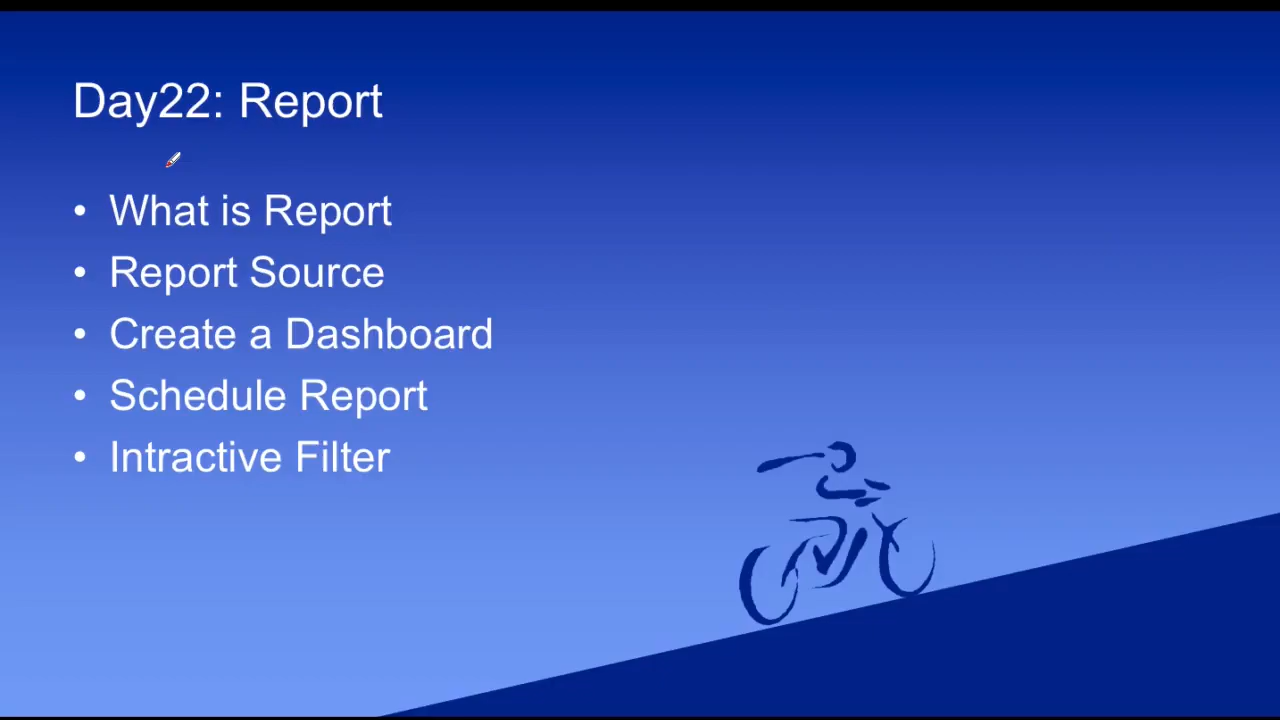 Day22: Report
• What is Report
• Report Source
• Create a Dashboard
• Schedule Report
• Intractive Filter